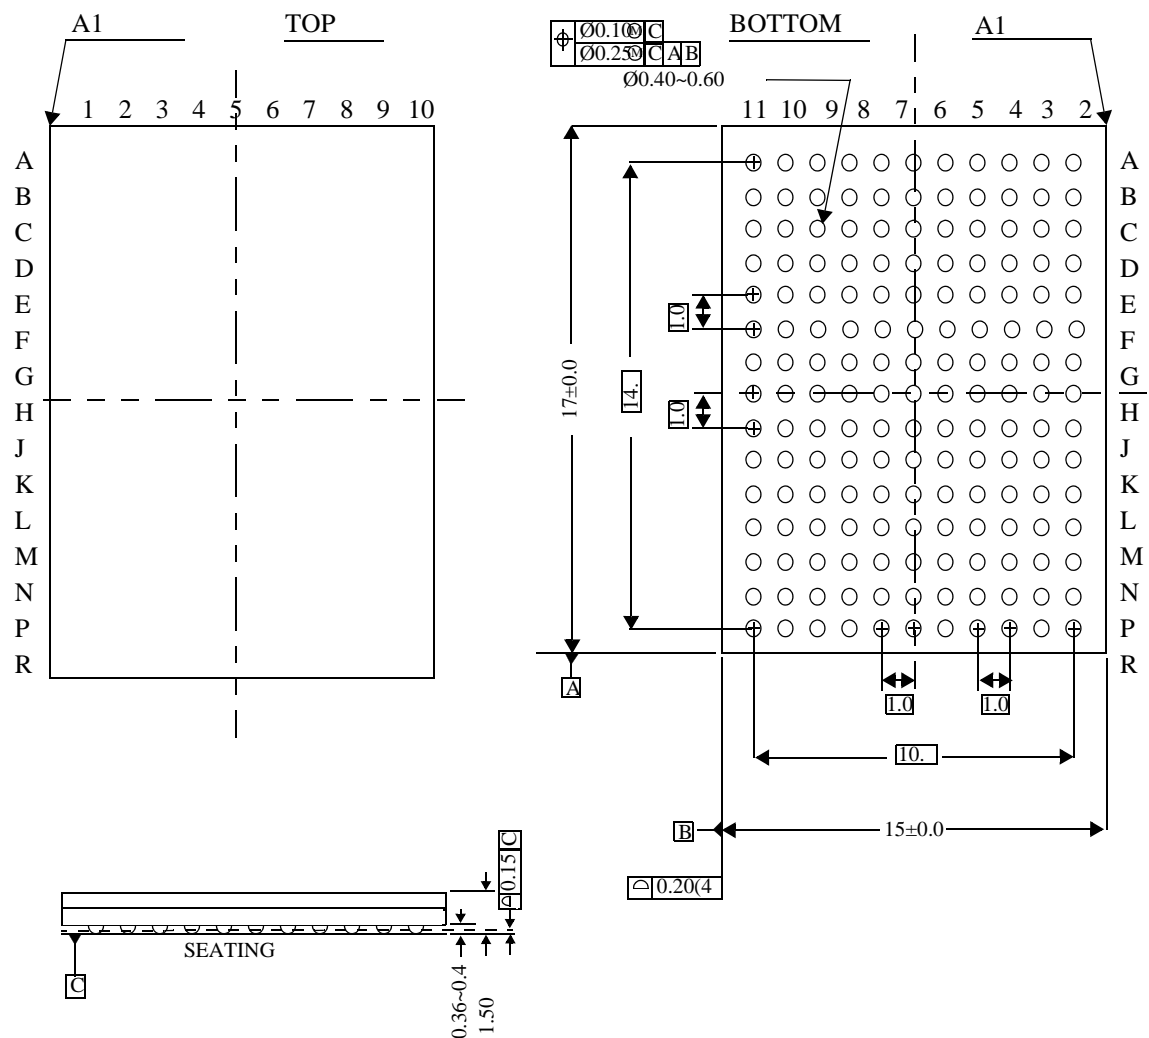 A1 TOP
Ø0.10Ⓜ C
Ø0.25Ⓜ C A B
BOTTOM
A1
Ø0.40~0.60
1 2 3 4 5 6 7 8 9 10
11 10 9 8 7 6 5 4 3 2
A
B
C
D
E
F
G
H
J
K
L
M
N
P
R
A
B
C
D
E
F
G
H
J
K
L
M
N
P
R
17±0.0
14.
1.0
1.0
A
1.0
1.0
10.
B
15±0.0
0.20(4
0.15 C
SEATING
C
0.36~0.4
1.50